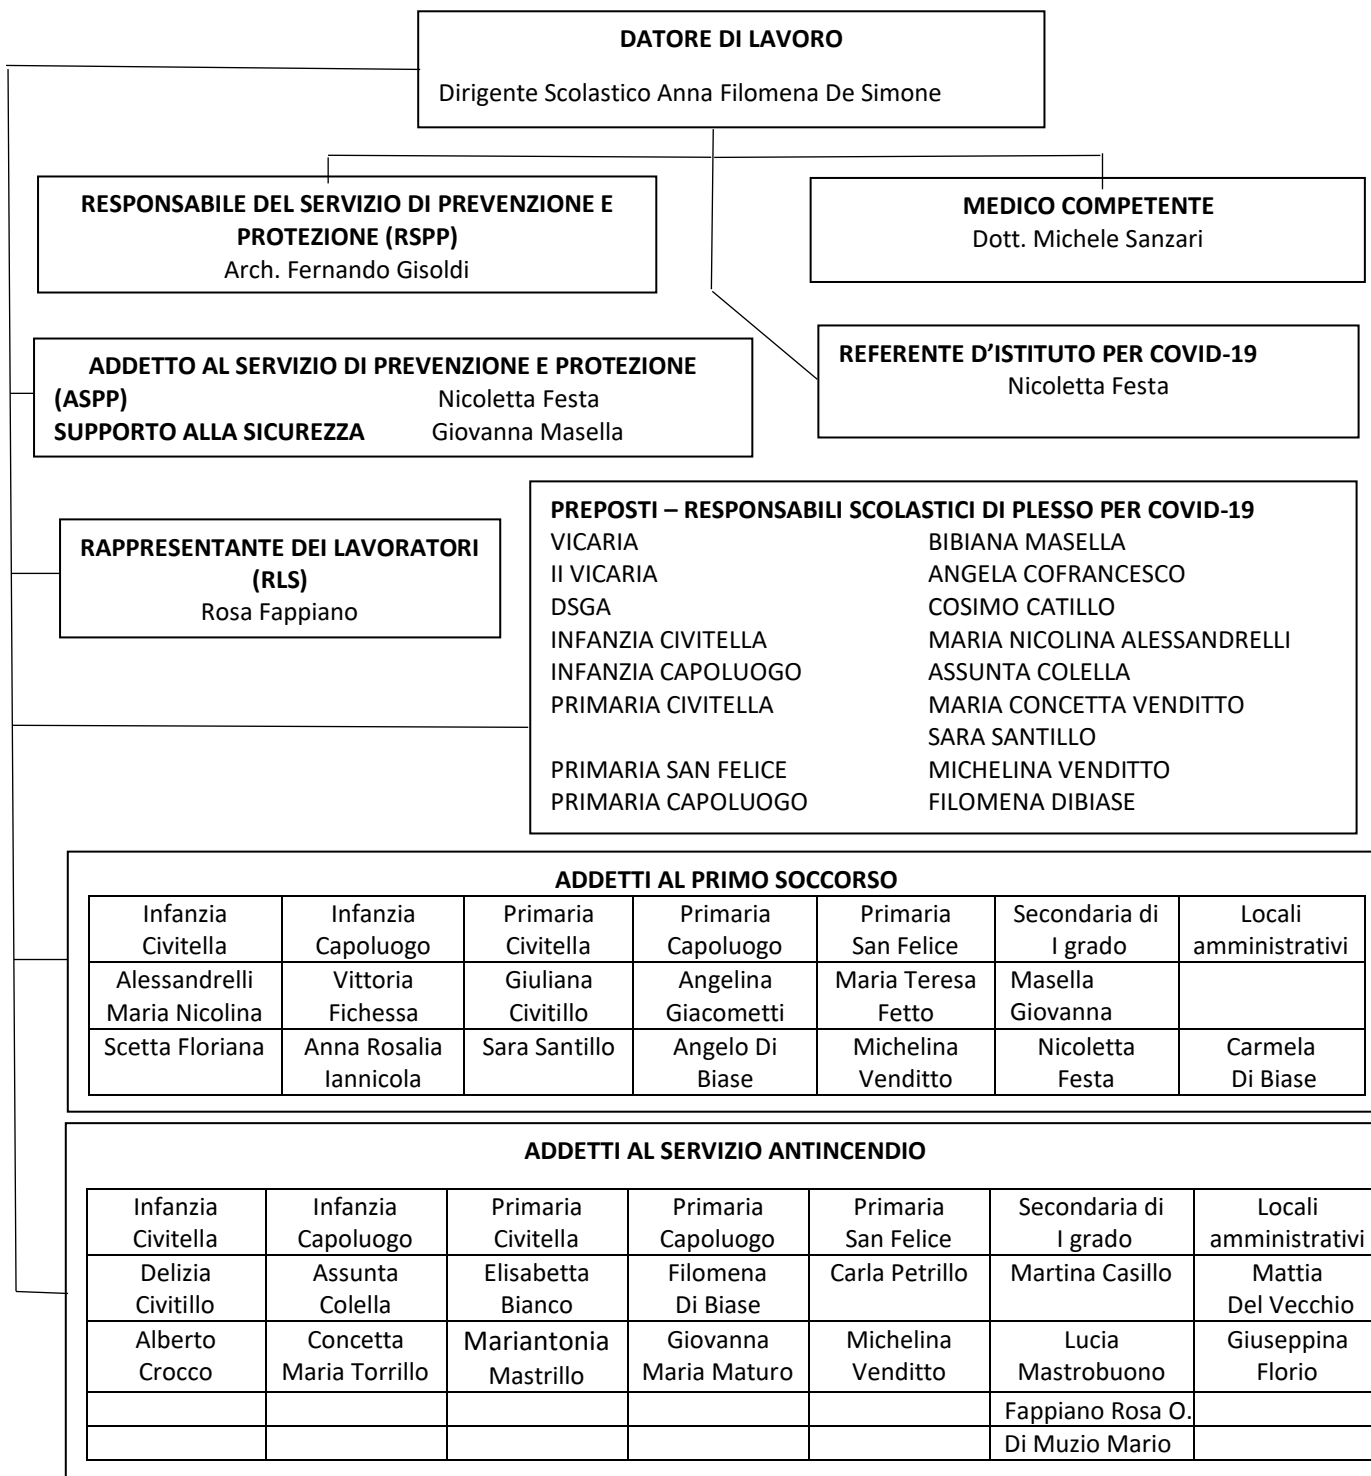 DATORE DI LAVORO
Dirigente Scolastico Anna Filomena De Simone
RESPONSABILE DEL SERVIZIO DI PREVENZIONE E
PROTEZIONE (RSPP)
Arch. Fernando Gisoldi
MEDICO COMPETENTE
Dott. Michele Sanzari
ADDETTO AL SERVIZIO DI PREVENZIONE E PROTEZIONE
(ASPP) Nicoletta Festa
SUPPORTO ALLA SICUREZZA Giovanna Masella
REFERENTE D’ISTITUTO PER COVID-19
Nicoletta Festa
RAPPRESENTANTE DEI LAVORATORI
(RLS)
Rosa Fappiano
PREPOSTI – RESPONSABILI SCOLASTICI DI PLESSO PER COVID-19
VICARIA BIBIANA MASELLA
II VICARIA ANGELA COFRANCESCO
DSGA COSIMO CATILLO
INFANZIA CIVITELLA MARIA NICOLINA ALESSANDRELLI
INFANZIA CAPOLUOGO ASSUNTA COLELLA
PRIMARIA CIVITELLA MARIA CONCETTA VENDITTO
SARA SANTILLO
PRIMARIA SAN FELICE MICHELINA VENDITTO
PRIMARIA CAPOLUOGO FILOMENA DIBIASE
ADDETTI AL PRIMO SOCCORSO
Infanzia Infanzia Primaria Primaria Primaria Secondaria di Locali
Civitella Capoluogo Civitella Capoluogo San Felice I grado amministrativi
Alessandrelli Vittoria Giuliana Angelina Maria Teresa Masella
Maria Nicolina Fichessa Civitillo Giacometti Fetto Giovanna
Scetta Floriana Anna Rosalia Sara Santillo Angelo Di Michelina Nicoletta Carmela
Iannicola Biase Venditto Festa Di Biase
ADDETTI AL SERVIZIO ANTINCENDIO
Infanzia Infanzia Primaria Primaria Primaria Secondaria di Locali
Civitella Capoluogo Civitella Capoluogo San Felice I grado amministrativi
Delizia Assunta Elisabetta Filomena Carla Petrillo Martina Casillo Mattia
Civitillo Colella Bianco Di Biase Del Vecchio
Alberto Concetta Mariantonia Giovanna Michelina Lucia Giuseppina
Crocco Maria Torrillo Mastrillo Maria Maturo Venditto Mastrobuono Florio
Fappiano Rosa O.
Di Muzio Mario